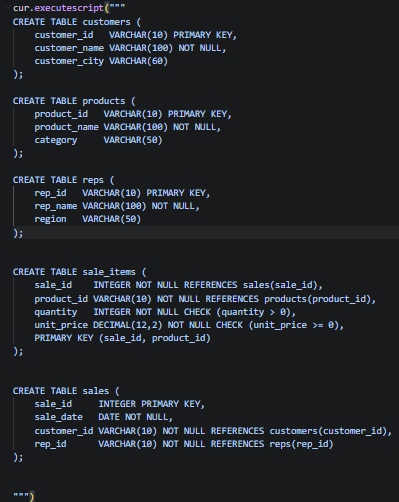 cur.executescript("""
CREATE TABLE customers (
    customer_id   VARCHAR(10) PRIMARY KEY,
    customer_name VARCHAR(100) NOT NULL,
    customer_city VARCHAR(60)
);

CREATE TABLE products (
    product_id   VARCHAR(10) PRIMARY KEY,
    product_name VARCHAR(100) NOT NULL,
    category     VARCHAR(50)
);

CREATE TABLE reps (
    rep_id   VARCHAR(10) PRIMARY KEY,
    rep_name VARCHAR(100) NOT NULL,
    region   VARCHAR(50)
);


CREATE TABLE sale_items (
    sale_id    INTEGER NOT NULL REFERENCES sales(sale_id),
    product_id VARCHAR(10) NOT NULL REFERENCES products(product_id),
    quantity   INTEGER NOT NULL CHECK (quantity > 0),
    unit_price DECIMAL(12,2) NOT NULL CHECK (unit_price >= 0),
    PRIMARY KEY (sale_id, product_id)
);


CREATE TABLE sales (
    sale_id     INTEGER PRIMARY KEY,
    sale_date   DATE NOT NULL,
    customer_id VARCHAR(10) NOT NULL REFERENCES customers(customer_id),
    rep_id      VARCHAR(10) NOT NULL REFERENCES reps(rep_id)
);


""")